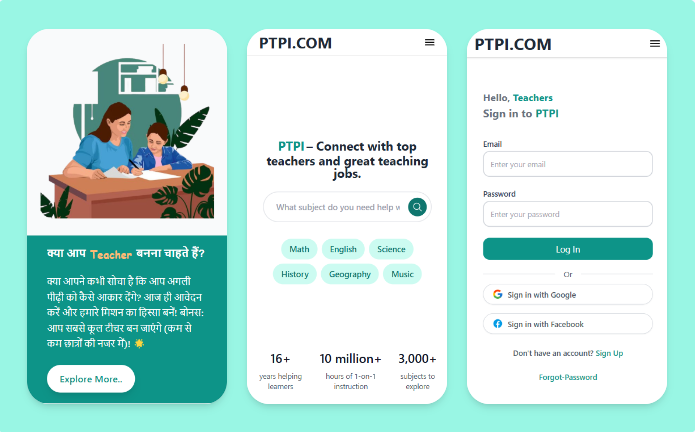 क्या आप Teacher बनना चाहते हैं?
क्या आपने कभी सोचा है कि आप अगली
पीढ़ी को कैसे आकार देंगे? आज ही आवेदन
करें और हमारे मिशन का हिस्सा बनें! बोनस:
आप सबसे कूल टीचर बन जाएंगे (कम से
कम छात्रों की नजर में)! 🌟
Explore More..
PTPI.COM
PTPI – Connect with top
teachers and great teaching
jobs.
What subject do you need help w
Math English Science
History Geography Music
16+ 10 million+ 3,000+
years helping hours of 1-on-1 subjects to
learners instruction explore
PTPI.COM
Hello, Teachers
Sign in to PTPI
Email
Enter your email
Password
Enter your password
Log In
Or
Sign in with Google
Sign in with Facebook
Don't have an account? Sign Up
Forgot-Password